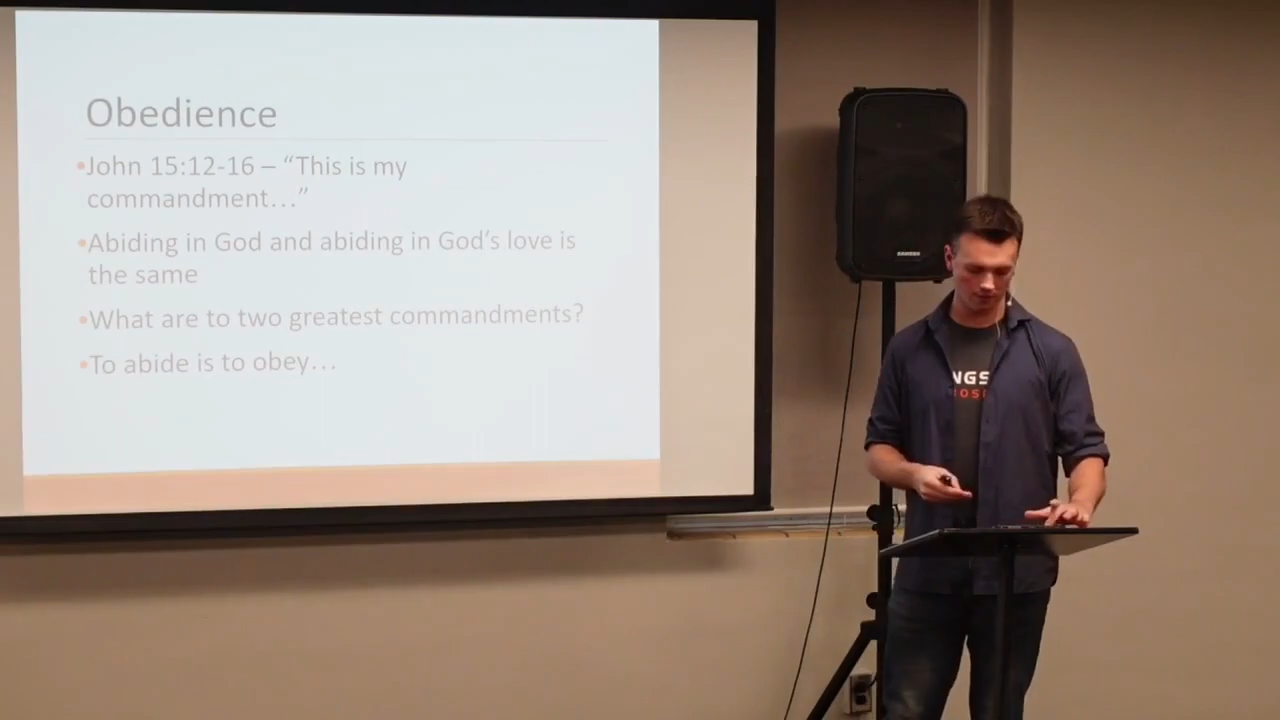 Obedience
•John 15:12-16 – “This is my
commandment…”
•Abiding in God and abiding in God’s love is
the same
•What are to two greatest commandments?
•To abide is to obey…
SAMSON
NGS